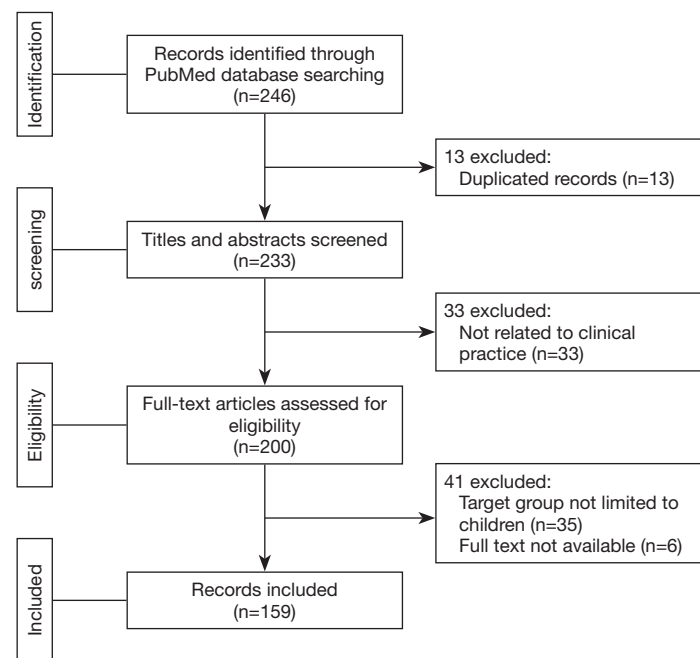 Identification
Records identified through
PubMed database searching
(n=246)
13 excluded:
Duplicated records (n=13)
screening
Titles and abstracts screened
(n=233)
33 excluded:
Not related to clinical
practice (n=33)
Eligibility
Full-text articles assessed for
eligibility
(n=200)
41 excluded:
Target group not limited to
children (n=35)
Full text not available (n=6)
Included
Records included
(n=159)